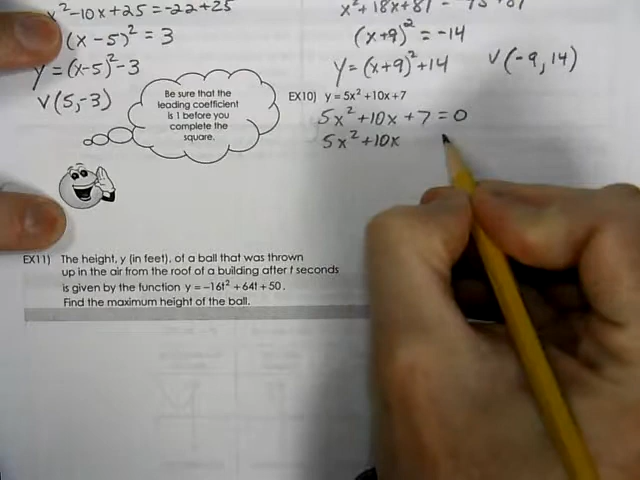 x² -10x+25 = -22+25
(x-5)² = 3
y = (x-5)² -3
V(5,-3)
Be sure that the
leading coefficient
is 1 before you
complete the
square.
(x+9)² = -14
y = (x+9)² +14
V(-9, 14)
EX10) y = 5x² +10x+7
5x² +10x +7 = 0
5x² +10x
EX11) The height, y (in feet), of a ball that was thrown
up in the air from the roof of a building after t seconds
is given by the function y = −16t² + 64t + 50.
Find the maximum height of the ball.